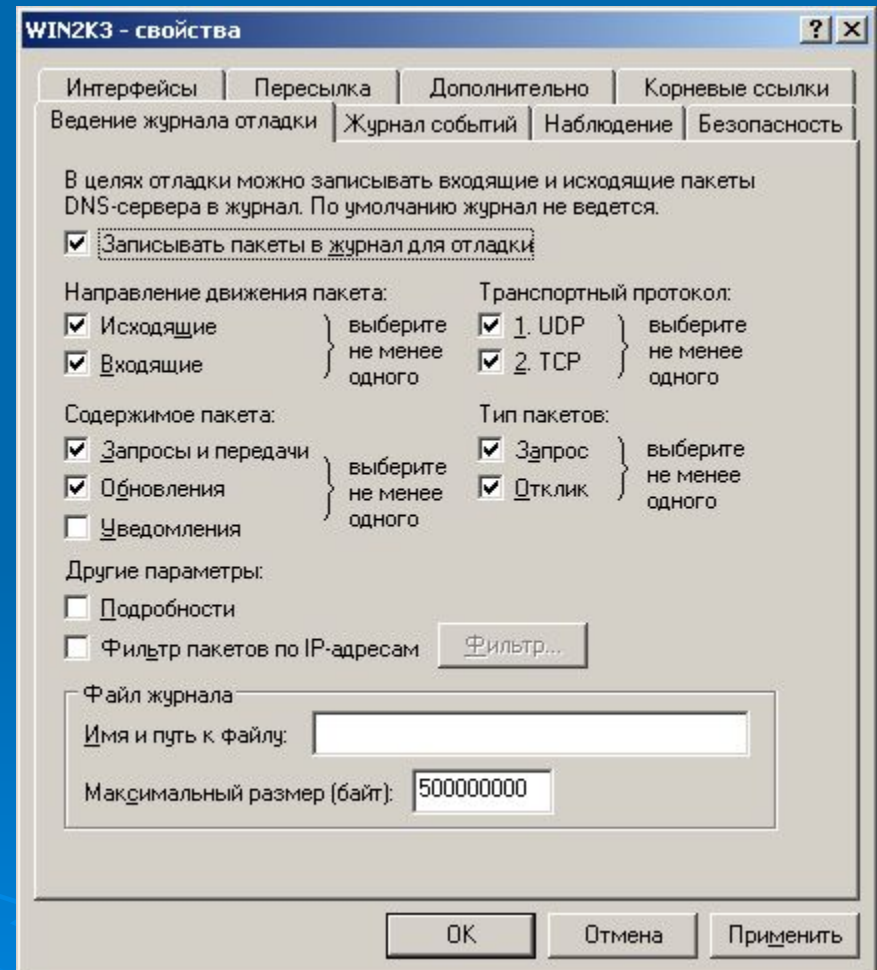 WIN2K3 - свойства
Интерфейсы Пересылка Дополнительно Корневые ссылки
Ведение журнала отладки Журнал событий Наблюдение Безопасность
В целях отладки можно записывать входящие и исходящие пакеты
DNS-сервера в журнал. По умолчанию журнал не ведется.
Записывать пакеты в журнал для отладки
Направление движения пакета:
Исходящие
Входящие
выберите
не менее
одного
Транспортный протокол:
1. UDP
2. TCP
выберите
не менее
одного
Содержимое пакета:
Запросы и передачи
Обновления
Уведомления
выберите
не менее
одного
Тип пакетов:
Запрос
Отклик
выберите
не менее
одного
Другие параметры:
Подробности
Фильтр пакетов по IP-адресам Фильтр...
Файл журнала
Имя и путь к файлу:
Максимальный размер (байт): 500000000
OK Отмена Применить